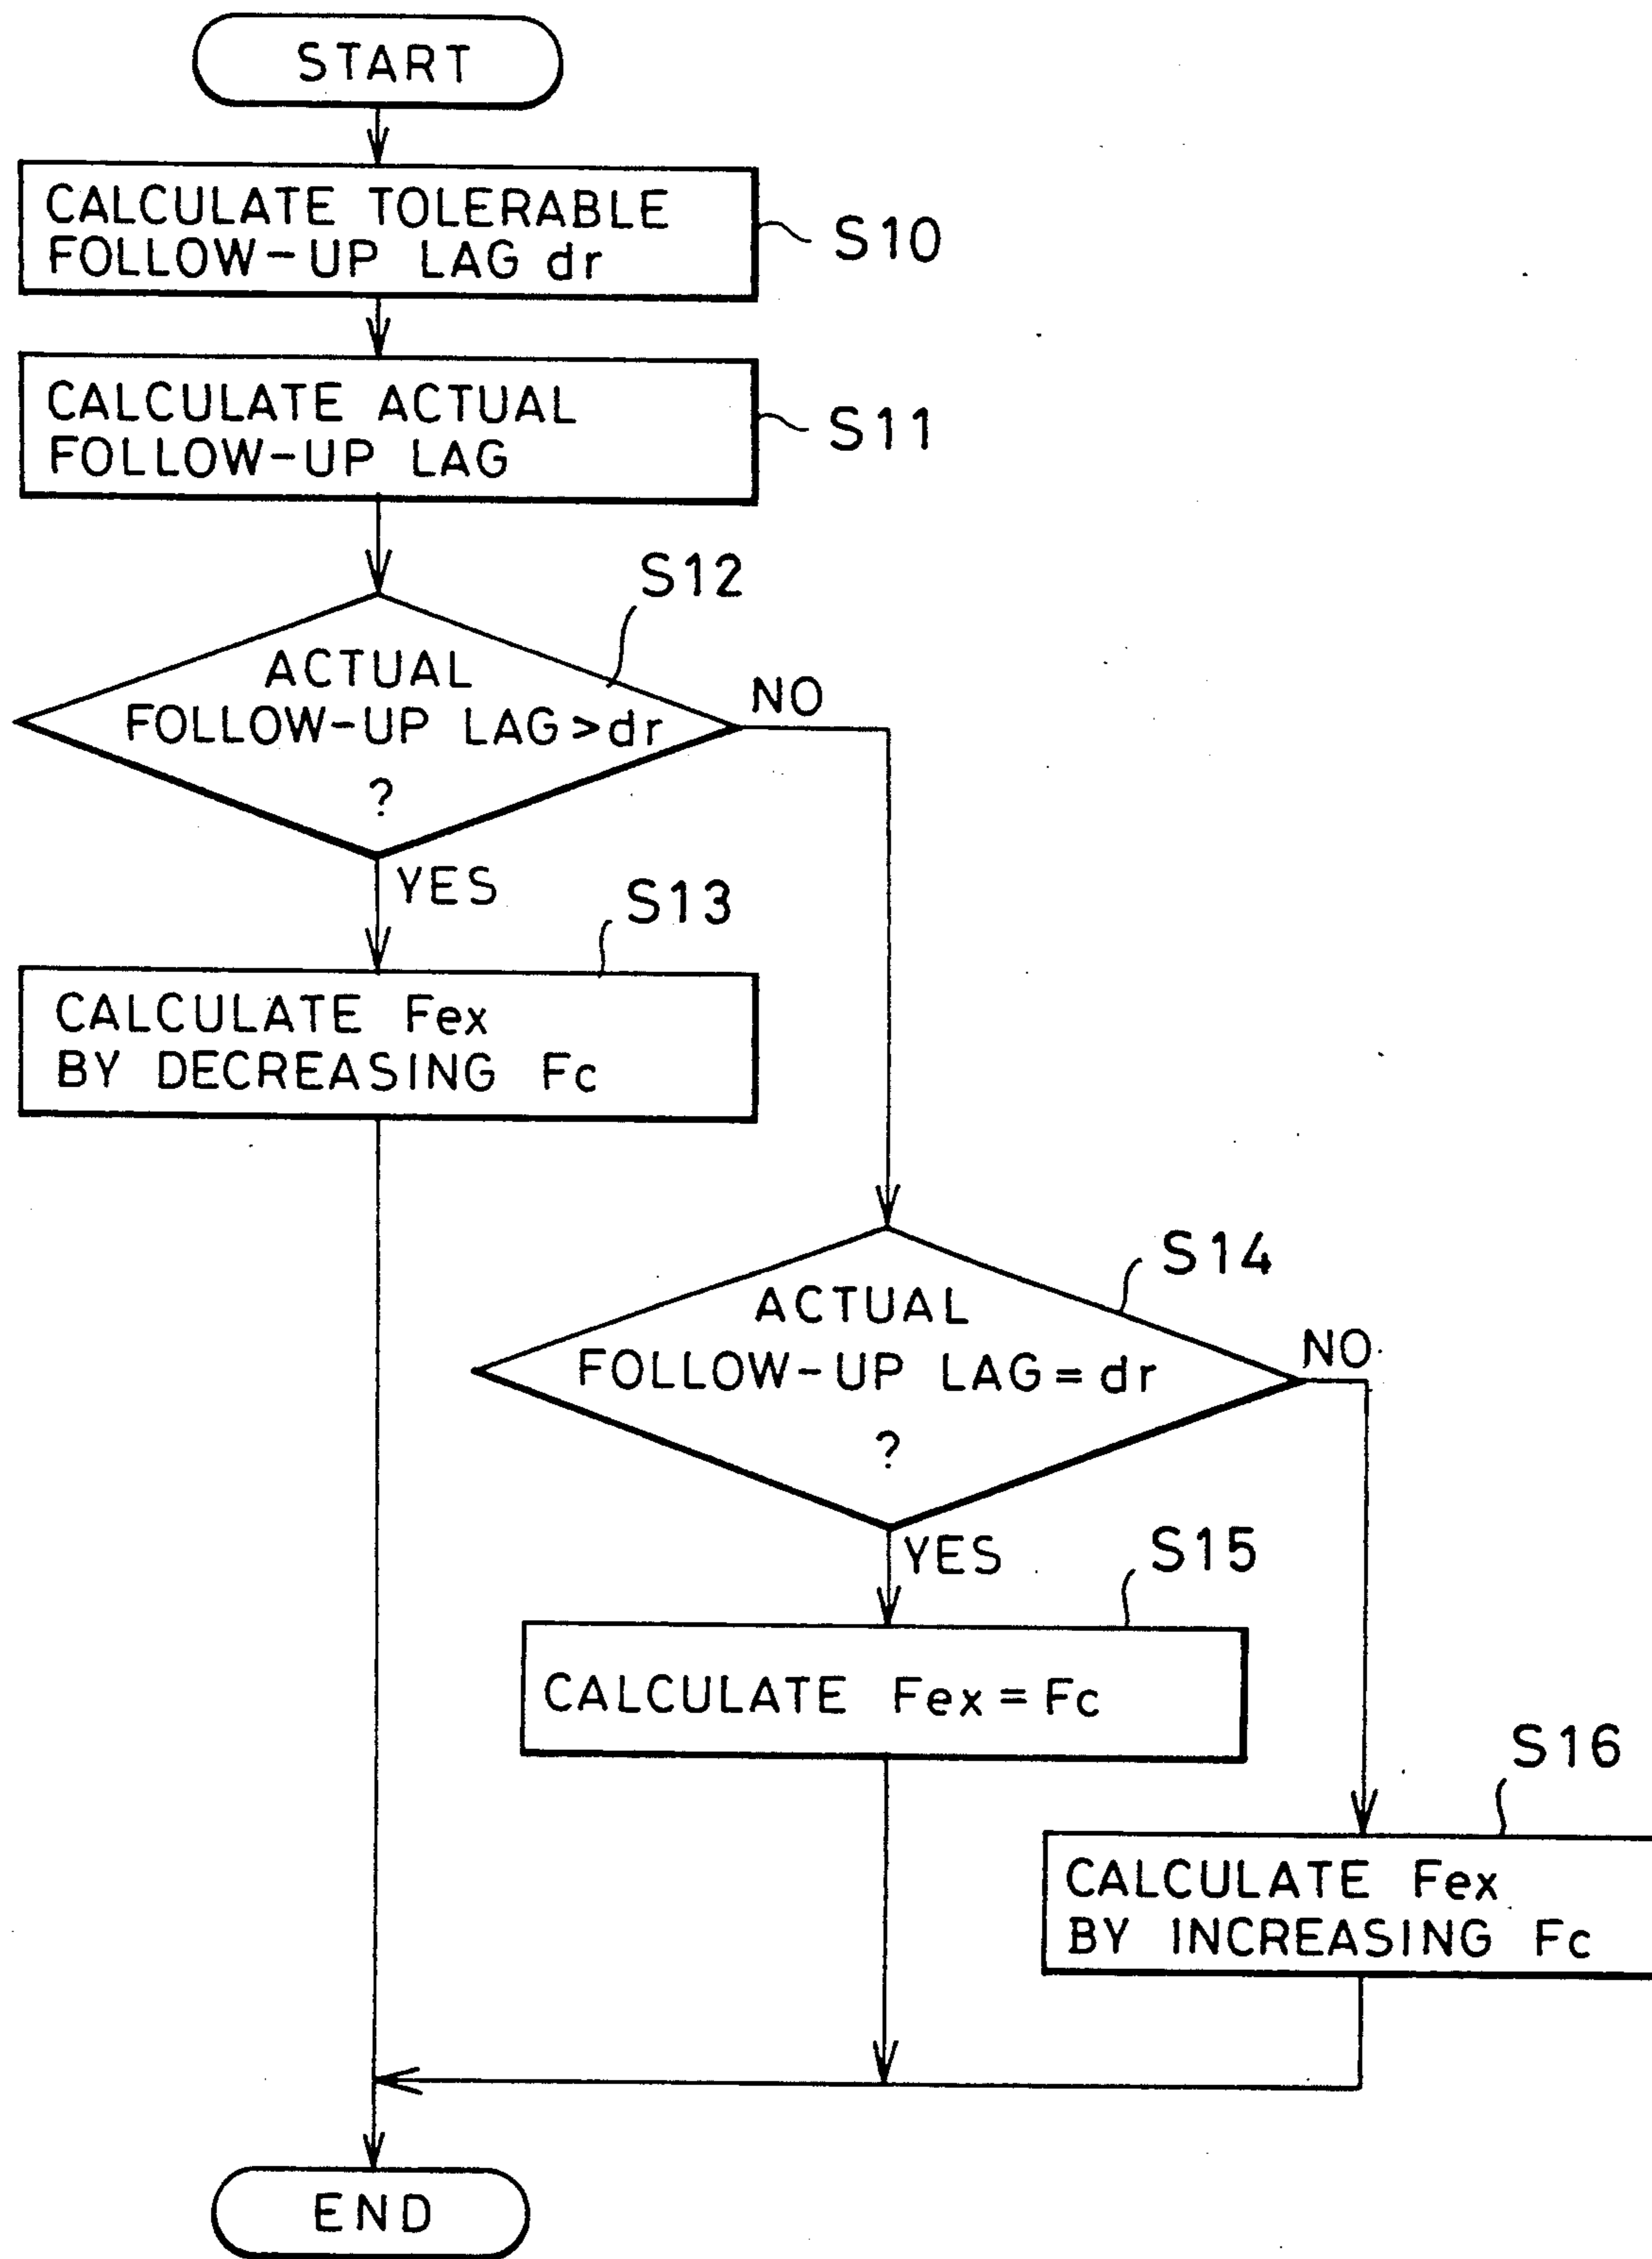 START
CALCULATE TOLERABLE
FOLLOW-UP LAG dr
S10
CALCULATE ACTUAL
FOLLOW-UP LAG
S11
S12
ACTUAL
FOLLOW-UP LAG > dr
?
NO
YES
S13
CALCULATE Fex
BY DECREASING Fc
S14
ACTUAL
FOLLOW-UP LAG = dr
?
NO
YES
S15
CALCULATE Fex = Fc
S16
CALCULATE Fex
BY INCREASING Fc
END